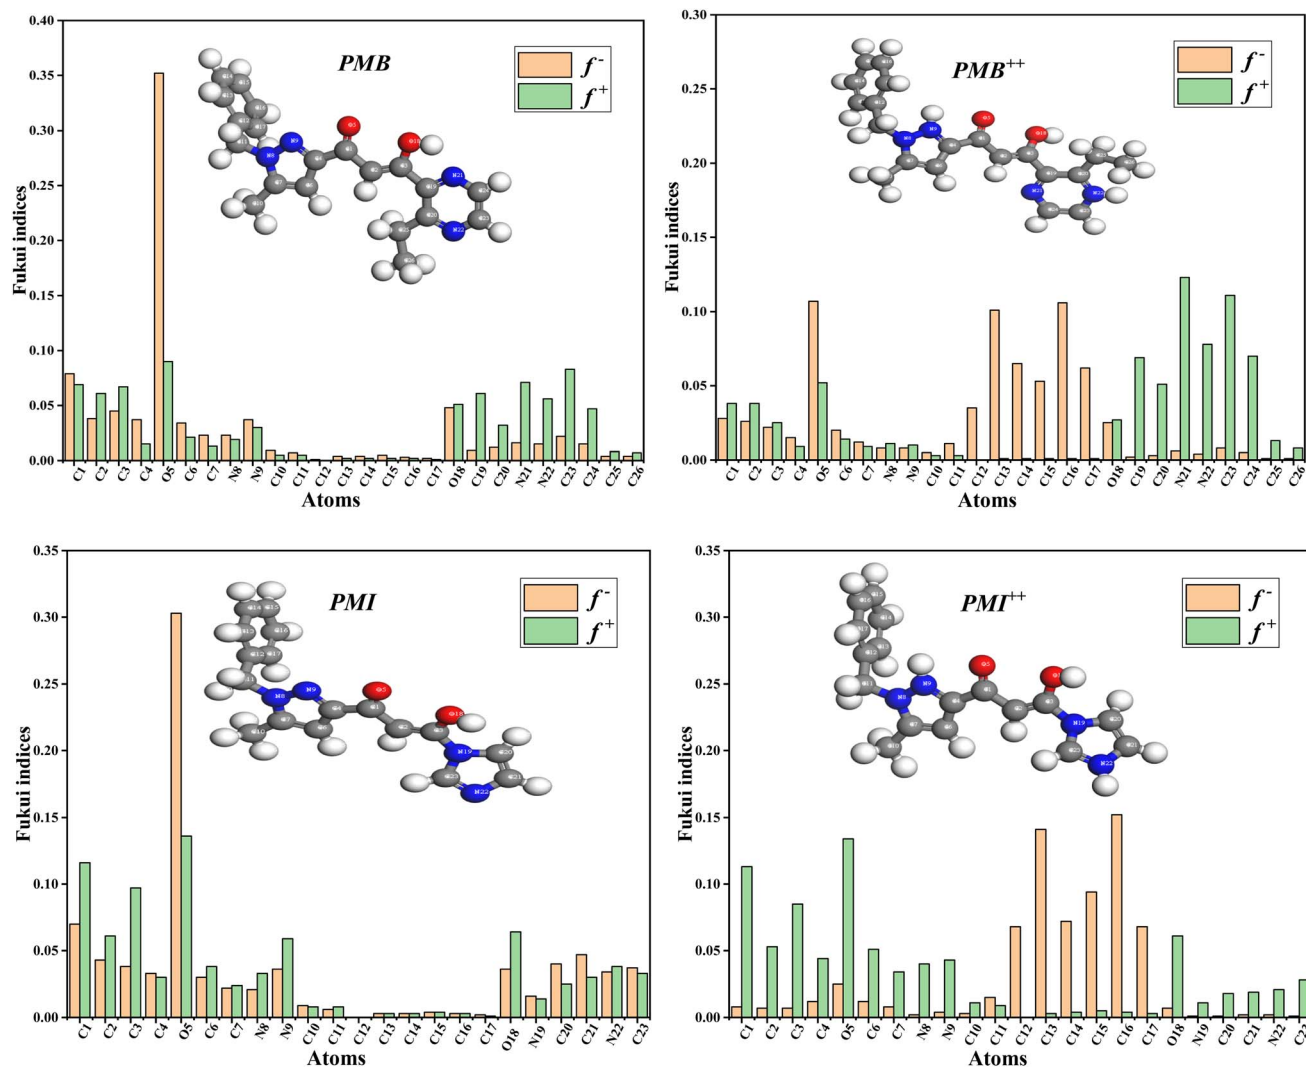 PMB
f -
f +
Fukui indices
0.40
0.35
0.30
0.25
0.20
0.15
0.10
0.05
0.00
C1 C2 C3 C4 O5 C6 C7 N8 N9 C10 C11 C12 C13 C14 C15 C16 C17 O18 C19 C20 N21 N22 C23 C24 C25 C26
Atoms
PMB++
f -
f +
Fukui indices
0.30
0.25
0.20
0.15
0.10
0.05
0.00
C1 C2 C3 C4 O5 C6 C7 N8 N9 C10 C11 C12 C13 C14 C15 C16 C17 O18 C19 C20 N21 N22 C23 C24 C25 C26
Atoms
PMI
f -
f +
Fukui indices
0.35
0.30
0.25
0.20
0.15
0.10
0.05
0.00
C1 C2 C3 C4 O5 C6 C7 N8 N9 C10 C11 C12 C13 C14 C15 C16 C17 O18 N19 C20 C21 N22 C23
Atoms
PMI++
f -
f +
Fukui indices
0.35
0.30
0.25
0.20
0.15
0.10
0.05
0.00
C1 C2 C3 C4 O5 C6 C7 N8 N9 C10 C11 C12 C13 C14 C15 C16 C17 O18 N19 C20 C21 N22 C23
Atoms